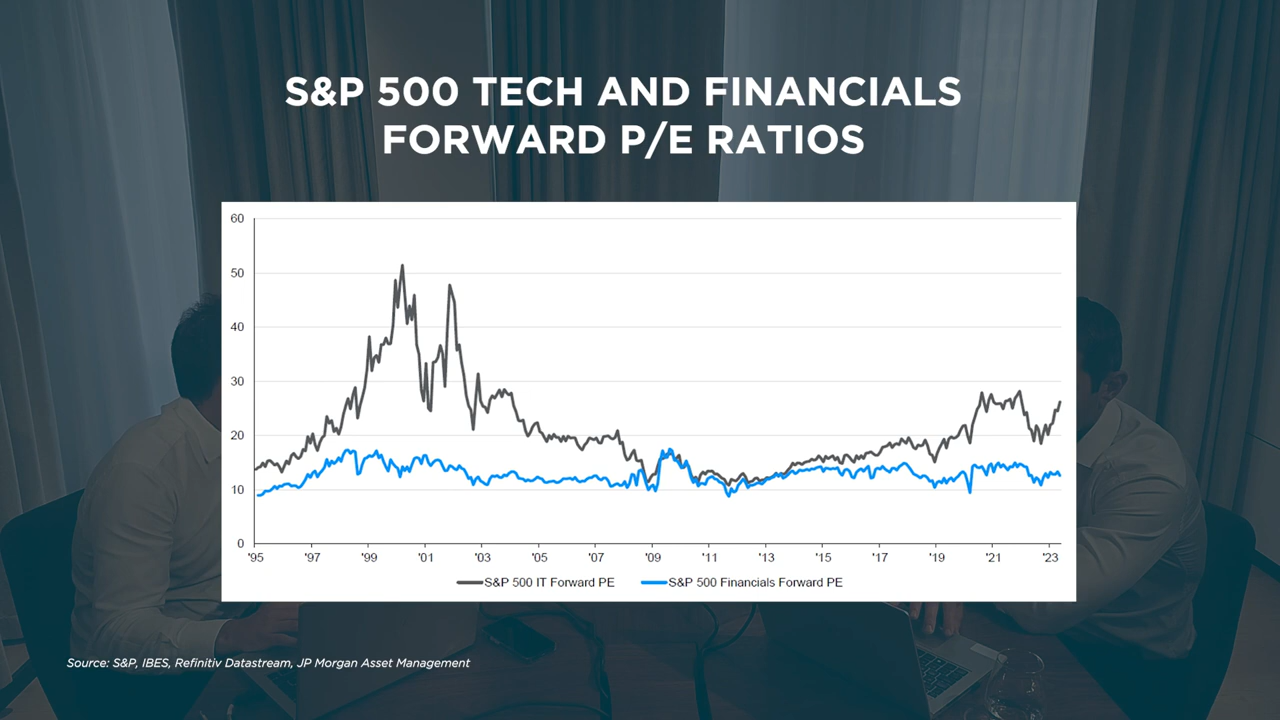 S&P 500 TECH AND FINANCIALS
FORWARD P/E RATIOS
60
50
40
30
20
10
0
'95 '97 '99 '01 '03 '05 '07 '09 '11 '13 '15 '17 '19 '21 '23
S&P 500 IT Forward PE S&P 500 Financials Forward PE
Source: S&P, IBES, Refinitiv Datastream, JP Morgan Asset Management